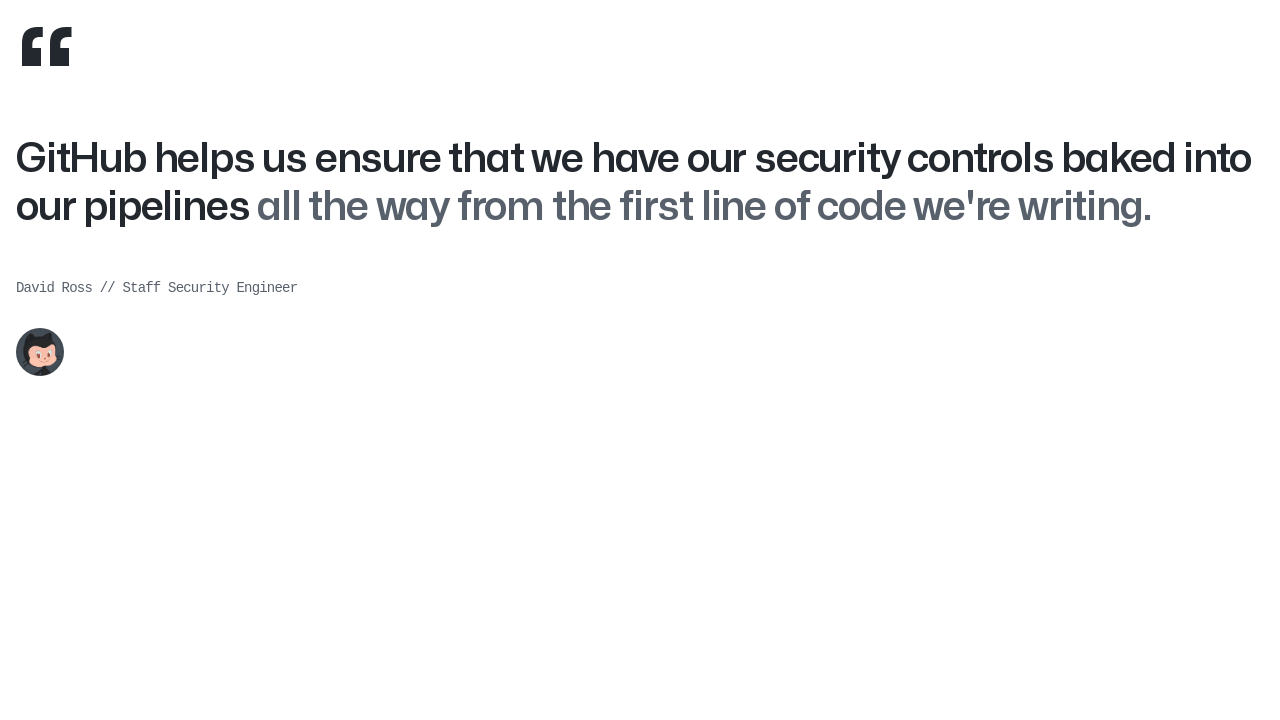 “
GitHub helps us ensure that we have our security controls baked into
our pipelines all the way from the first line of code we're writing.
David Ross // Staff Security Engineer